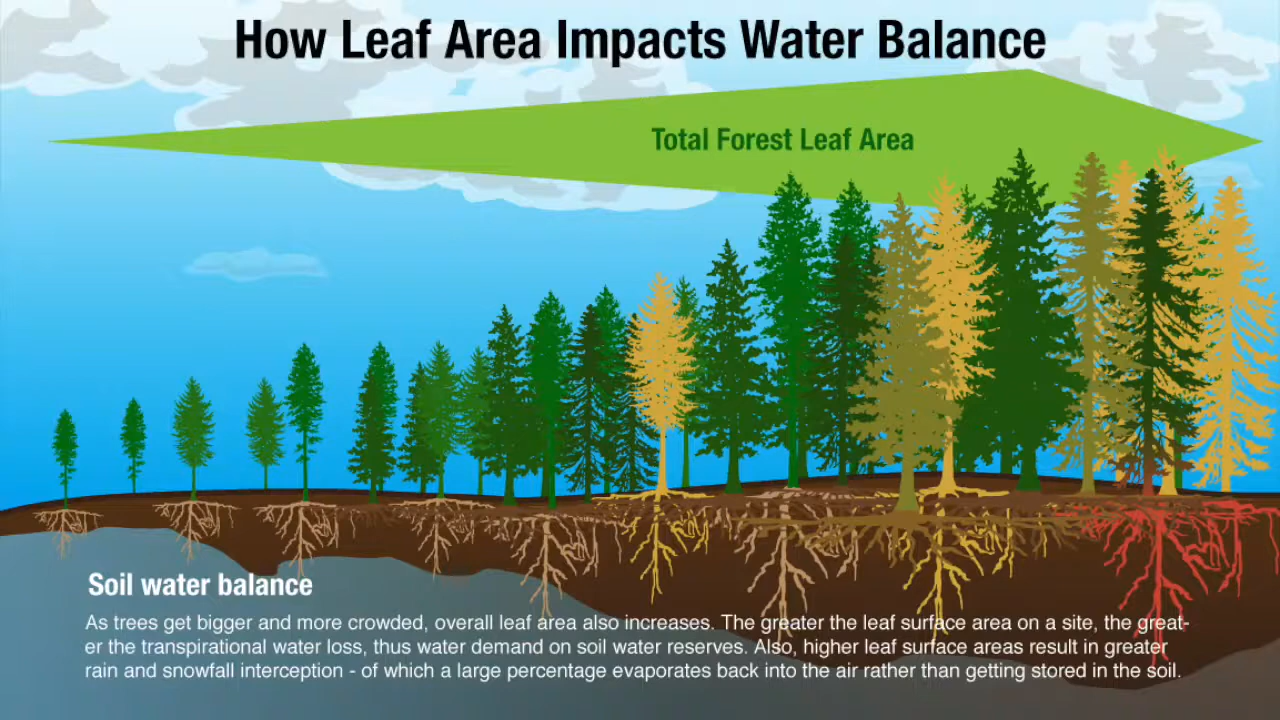 How Leaf Area Impacts Water Balance
Total Forest Leaf Area
Soil water balance
As trees get bigger and more crowded, overall leaf area also increases. The greater the leaf surface area on a site, the great-
er the transpirational water loss, thus water demand on soil water reserves. Also, higher leaf surface areas result in greater
rain and snowfall interception - of which a large percentage evaporates back into the air rather than getting stored in the soil.